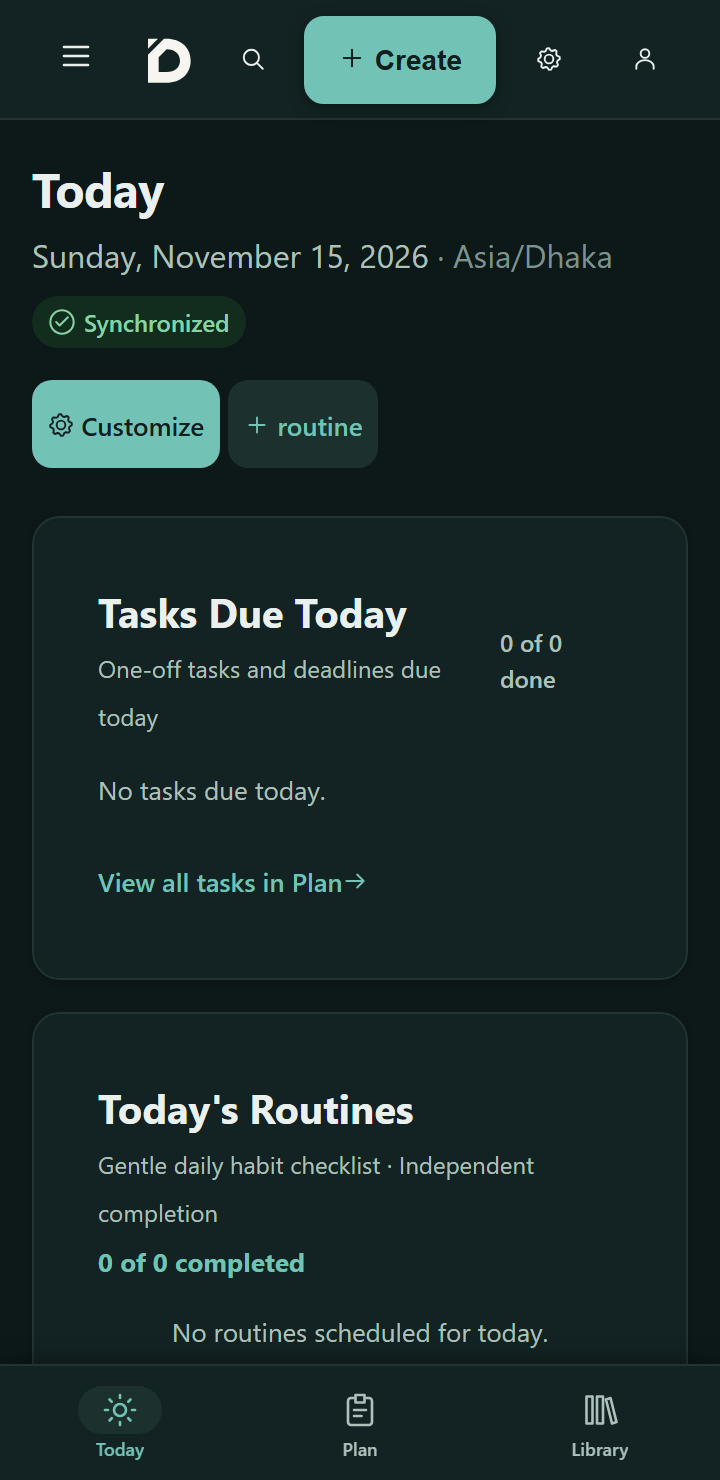 Create
Today
Sunday, November 15, 2026 · Asia/Dhaka
Synchronized
Customize
+ routine
Tasks Due Today
One-off tasks and deadlines due
today
0 of 0
done
No tasks due today.
View all tasks in Plan→
Today's Routines
Gentle daily habit checklist · Independent
completion
0 of 0 completed
No routines scheduled for today.
Today
Plan
Library